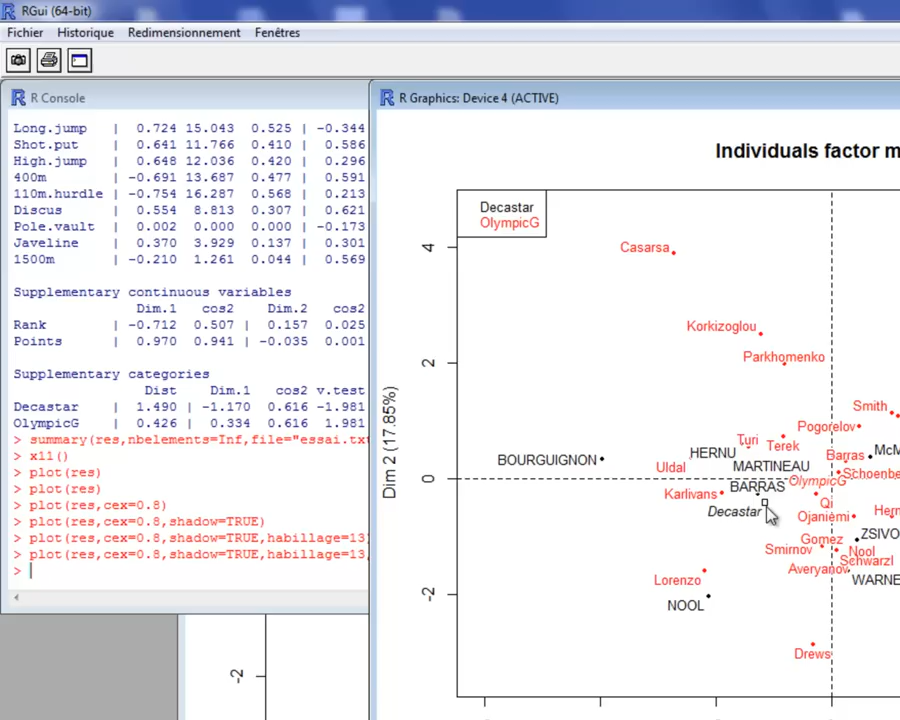 RGui (64-bit)
Fichier Historique Redimensionnement Fenêtres
R Console
Long.jump | 0.724 15.043 0.525 | -0.344
Shot.put | 0.641 11.766 0.410 | 0.586
High.jump | 0.648 12.036 0.420 | 0.296
400m | -0.691 13.687 0.477 | 0.591
110m.hurdle | -0.754 16.287 0.568 | 0.213
Discus | 0.554 8.813 0.307 | 0.621
Pole.vault | 0.002 0.000 0.000 | -0.173
Javeline | 0.370 3.929 0.137 | 0.301
1500m | -0.210 1.261 0.044 | 0.569
Supplementary continuous variables
Dim.1 cos2 Dim.2 cos2
Rank | -0.712 0.507 | 0.157 0.025
Points | 0.970 0.941 | -0.035 0.001
Supplementary categories
Dist Dim.1 cos2 v.test
Decastar | 1.490 | -1.170 0.616 -1.981
OlympicG | 0.426 | 0.334 0.616 1.981
> summary(res,nbelements=Inf,file="essai.txt
> x11()
> plot(res)
> plot(res)
> plot(res,cex=0.8)
> plot(res,cex=0.8,shadow=TRUE)
> plot(res,cex=0.8,shadow=TRUE,habillage=13)
> plot(res,cex=0.8,shadow=TRUE,habillage=13,
>
-2
R Graphics: Device 4 (ACTIVE)
Individuals factor m
Decastar
OlympicG
4
2
0
-2
Dim 2 (17.85%)
Casarsa
Korkizoglou
Parkhomenko
Smith
Pogorelov
Turi
Terek
HERNU
McM
Barras
BOURGUIGNON
Uldal
MARTINEAU
Schoenbe
OlympicG
BARRAS
Karlivans
Qi
Decastar
Ojaniemi
Hern
ZSIVO
Gomez
Smirnov
Nool
Schwarzl
Averyanov
WARNE
Lorenzo
NOOL
Drews